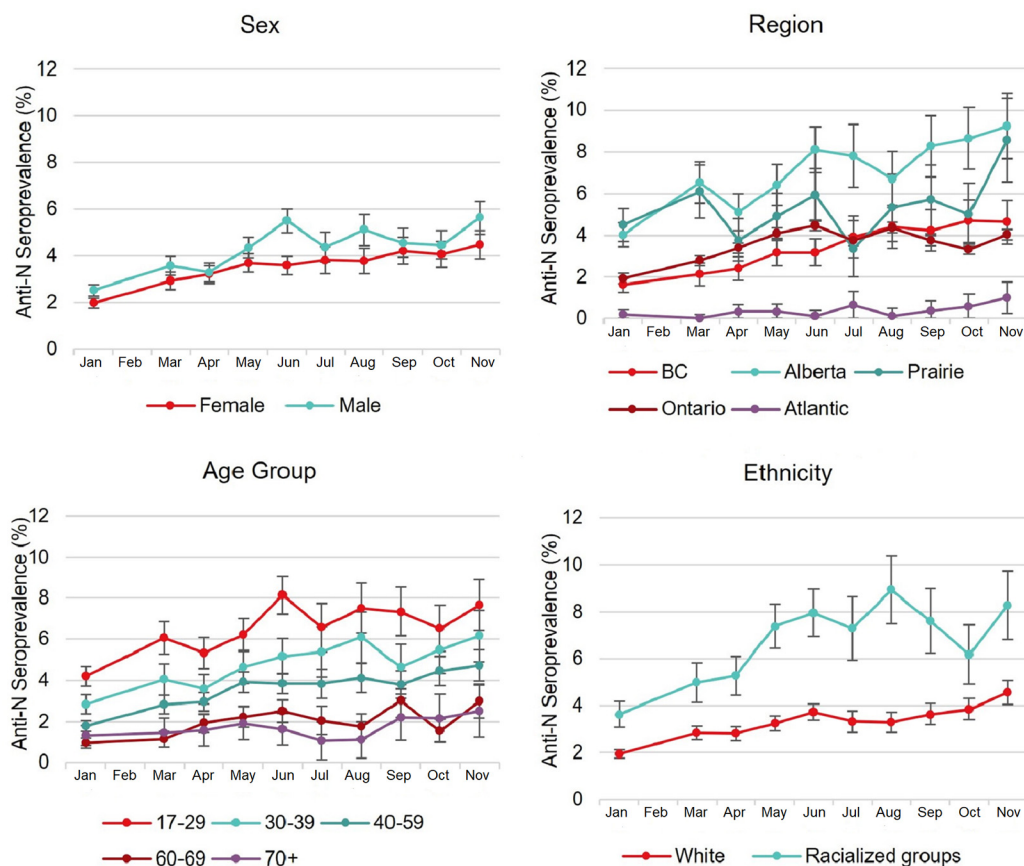 Sex
Anti-N Seroprevalence (%)
12
10
8
6
4
2
0
Jan Feb Mar Apr May Jun Jul Aug Sep Oct Nov
Female Male
Region
Anti-N Seroprevalence (%)
12
10
8
6
4
2
0
Jan Feb Mar Apr May Jun Jul Aug Sep Oct Nov
BC Alberta Prairie
Ontario Atlantic
Age Group
Anti-N Seroprevalence (%)
12
10
8
6
4
2
0
Jan Feb Mar Apr May Jun Jul Aug Sep Oct Nov
17-29 30-39 40-59
60-69 70+
Ethnicity
Anti-N Seroprevalence (%)
12
10
8
6
4
2
0
Jan Feb Mar Apr May Jun Jul Aug Sep Oct Nov
White Racialized groups